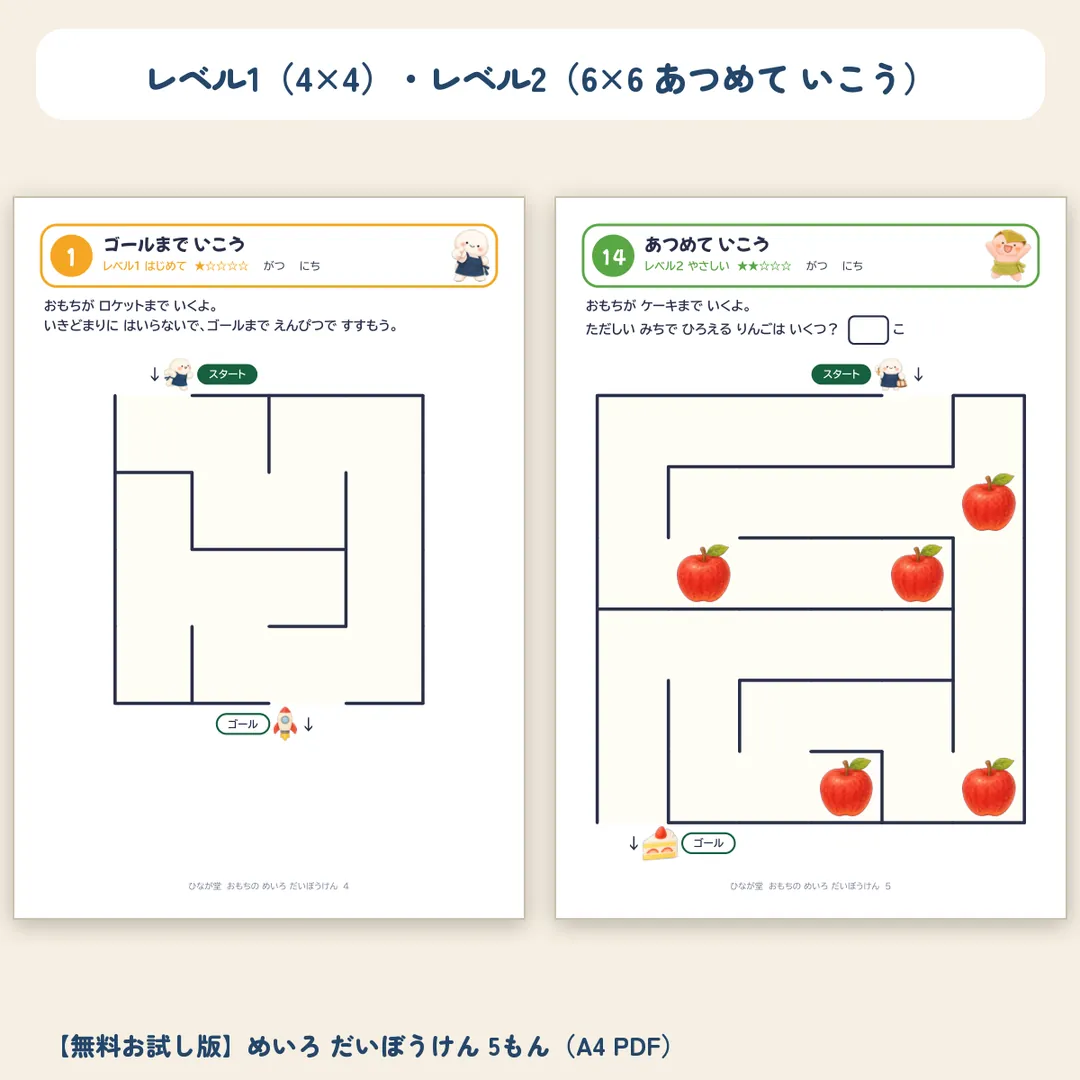 レベル1（4×4）・レベル2（6×6 あつめて いこう）
1
ゴールまで いこう
レベル1 はじめて ★☆☆☆☆ がつ にち
おもちが ロケットまで いくよ。
いきどまりに はいらないで、ゴールまで えんぴつで すすもう。
↓ スタート
ゴール ↓
ひなが堂 おもちの めいろ だいぼうけん 4
14
あつめて いこう
レベル2 やさしい ★★☆☆☆ がつ にち
おもちが ケーキまで いくよ。
ただしい みちで ひろえる りんごは いくつ？ こ
スタート ↓
↓ ゴール
ひなが堂 おもちの めいろ だいぼうけん 5
【無料お試し版】めいろ だいぼうけん 5もん（A4 PDF）